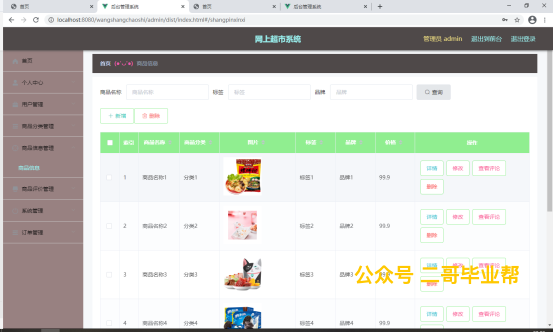 首页
后台管理系统
首页
后台管理系统
localhost:8080/wangshangchaoshi/admin/dist/index.html#/shangpinxinxi
网上超市系统
管理员 admin
退出到前台
退出登录
首页
个人中心
用户管理
商品分类管理
商品信息管理
商品信息
商品评价管理
系统管理
订单管理
首页 (●'◡'●) 商品信息
商品名称 商品名称 标签 标签 品牌 品牌 查询
+ 新增 删除
索引 商品名称 商品分类 图片 标签 品牌 价格 操作
1 商品名称1 分类1 标签1 品牌1 99.9 详情 修改 查看评论
删除
2 商品名称2 分类2 标签2 品牌2 99.9 详情 修改 查看评论
删除
3 商品名称3 分类3 标签3 品牌3 99.9 详情 修改 查看评论
删除
4 商品名称4 分类4 标签4 品牌4 99.9 详情 修改 查看评论
删除
公众号 二哥毕业帮